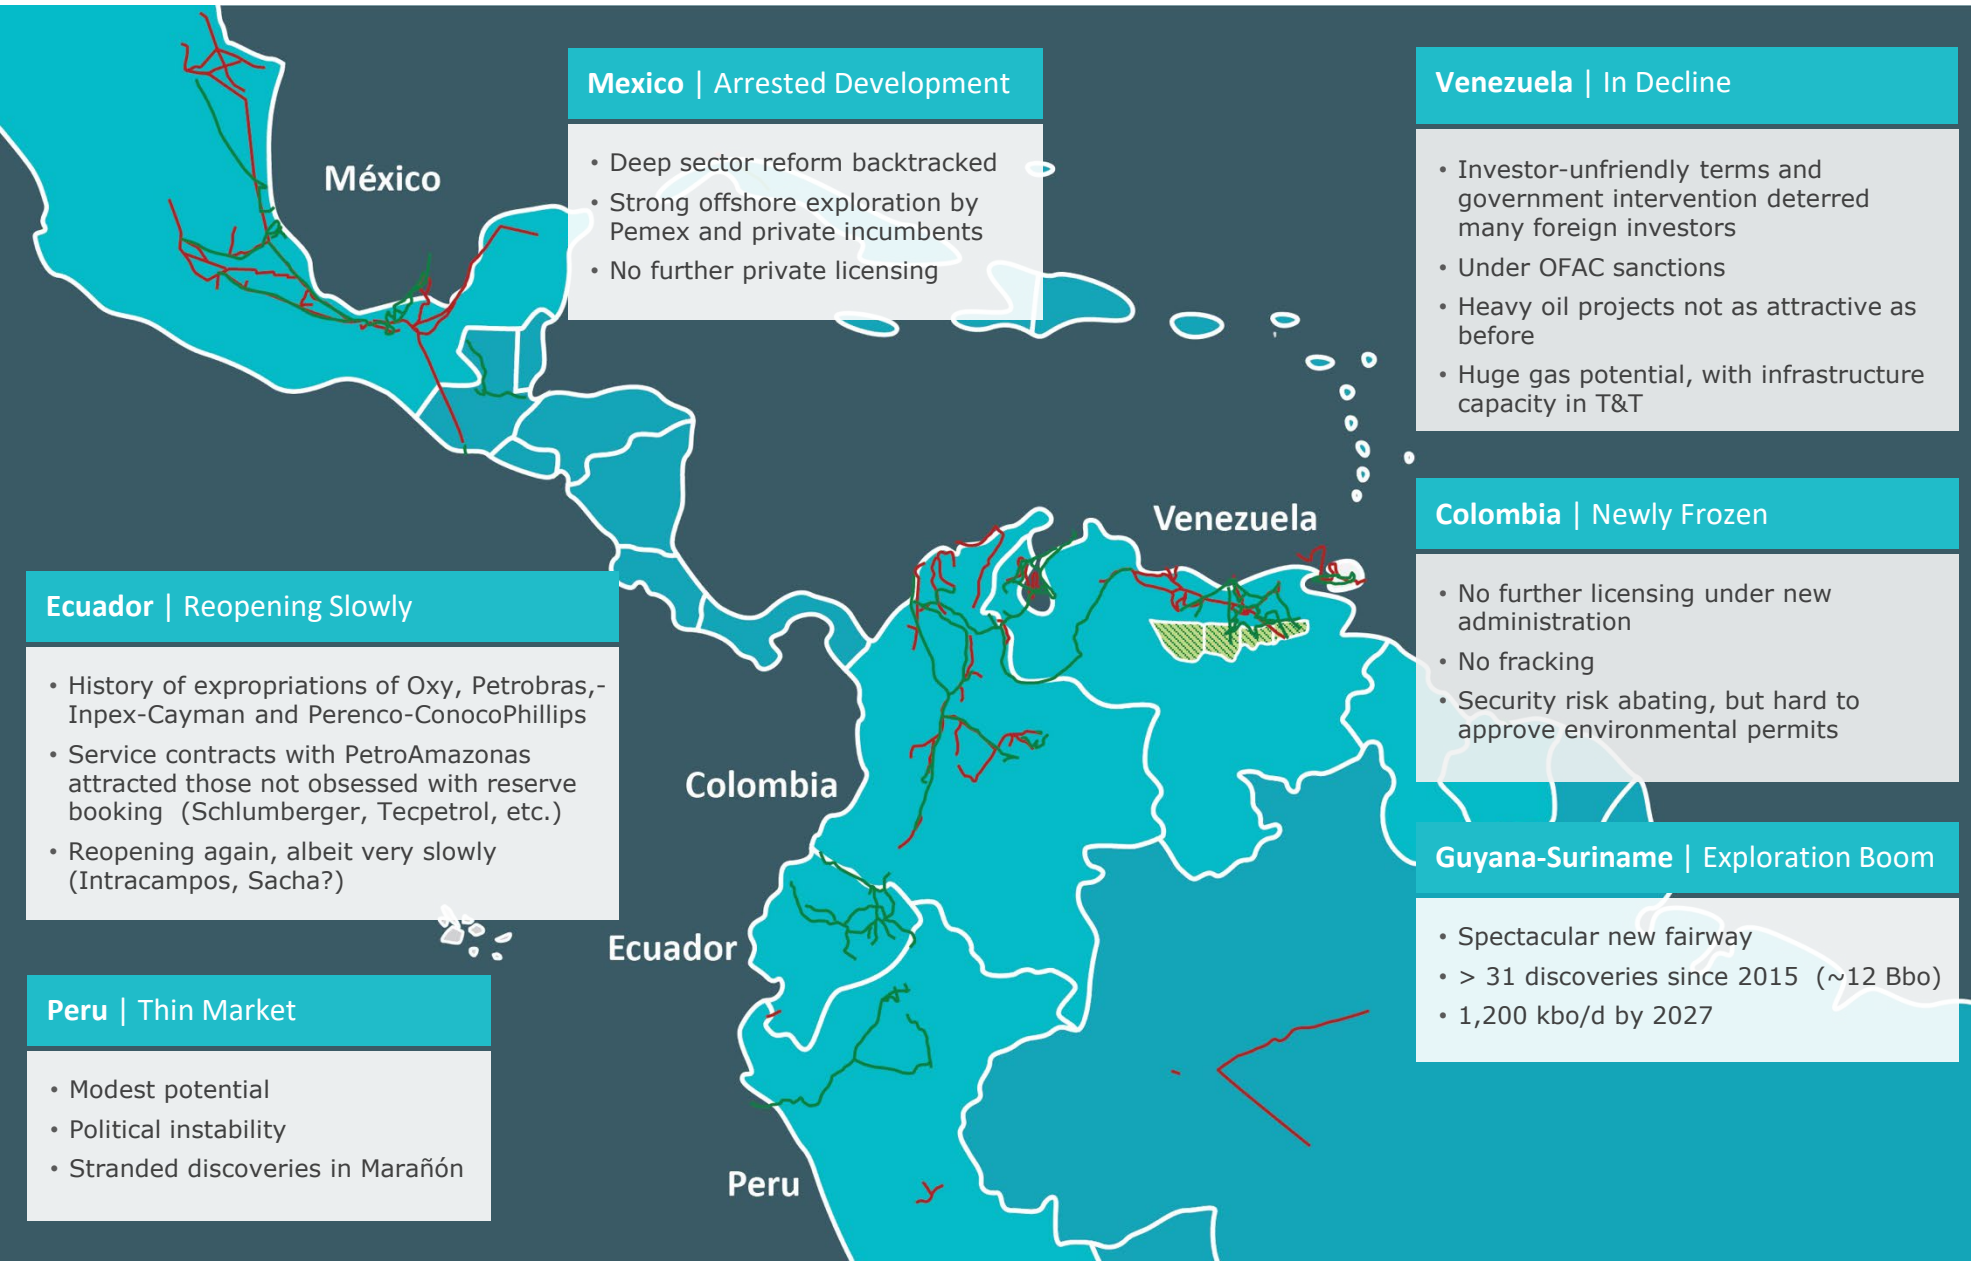 Mexico | Arrested Development
• Deep sector reform backtracked
• Strong offshore exploration by
Pemex and private incumbents
• No further private licensing
Venezuela | In Decline
• Investor-unfriendly terms and
government intervention deterred
many foreign investors
• Under OFAC sanctions
• Heavy oil projects not as attractive as
before
• Huge gas potential, with infrastructure
capacity in T&T
México
Venezuela
Colombia | Newly Frozen
• No further licensing under new
administration
• No fracking
• Security risk abating, but hard to
approve environmental permits
Ecuador | Reopening Slowly
• History of expropriations of Oxy, Petrobras,-
Inpex-Cayman and Perenco-ConocoPhillips
• Service contracts with PetroAmazonas
attracted those not obsessed with reserve
booking  (Schlumberger, Tecpetrol, etc.)
• Reopening again, albeit very slowly
(Intracampos, Sacha?)
Colombia
Guyana-Suriname | Exploration Boom
• Spectacular new fairway
• > 31 discoveries since 2015  (~12 Bbo)
• 1,200 kbo/d by 2027
Ecuador
Peru | Thin Market
• Modest potential
• Political instability
• Stranded discoveries in Marañón
Peru